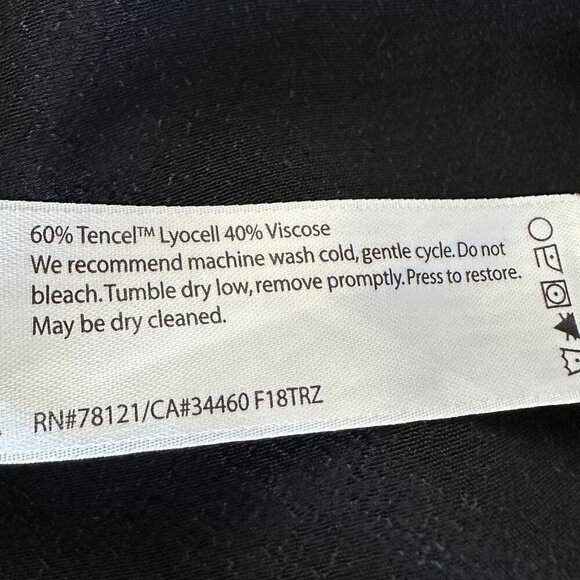 60% Tencel™ Lyocell 40% Viscose
We recommend machine wash cold, gentle cycle. Do not
bleach. Tumble dry low, remove promptly. Press to restore.
May be dry cleaned.
RN#78121/CA#34460 F18TRZ